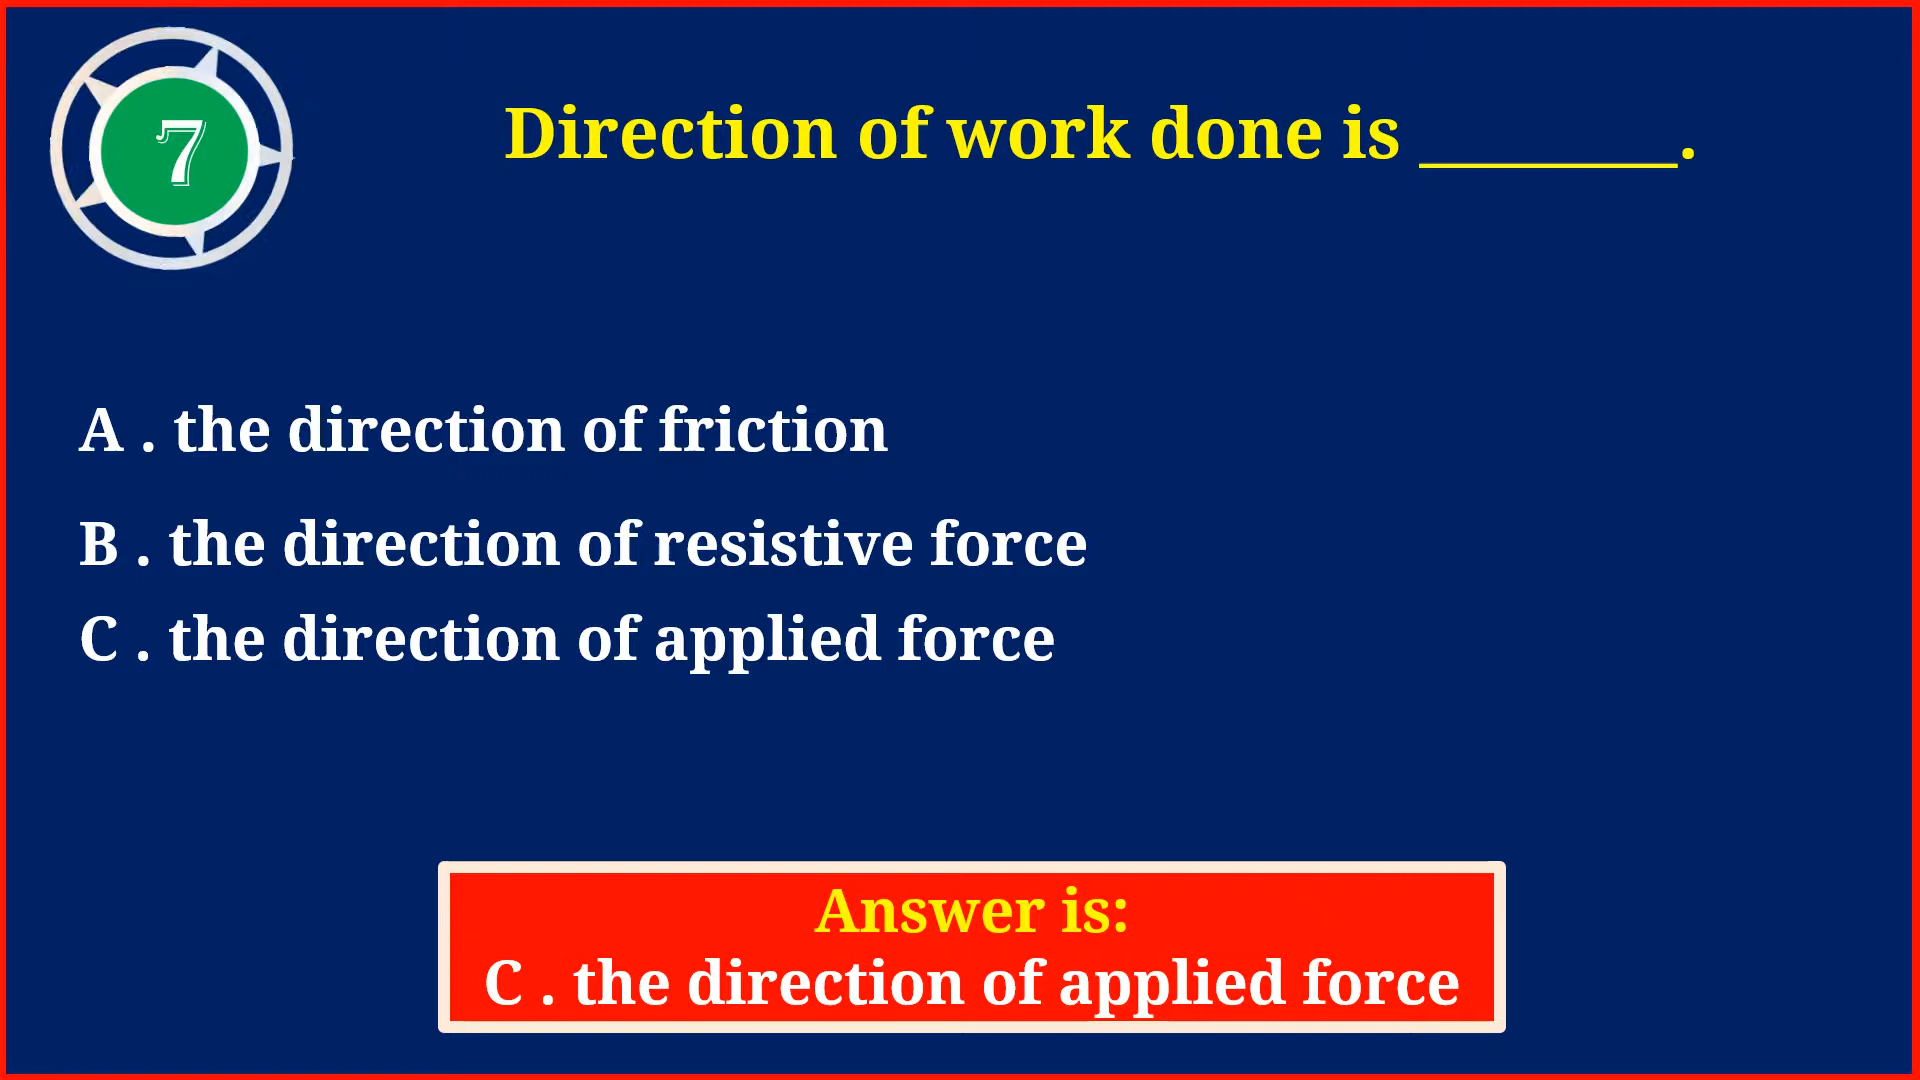 7
Direction of work done is ________.
A . the direction of friction
B . the direction of resistive force
C . the direction of applied force
Answer is:
C . the direction of applied force